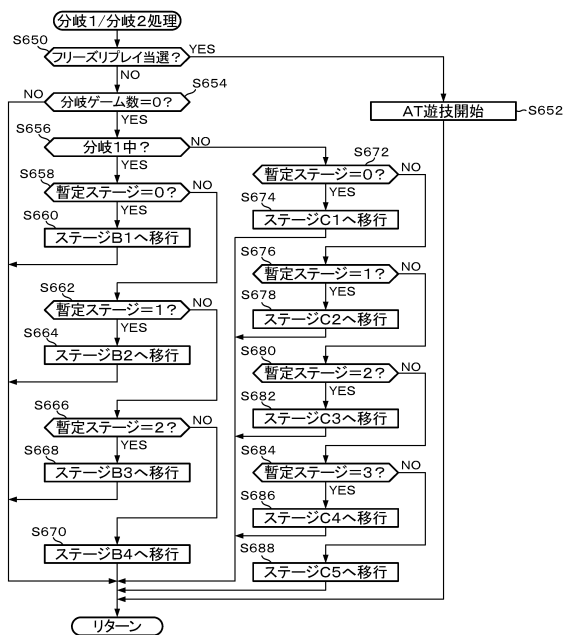 分岐1/分岐2処理
S650
フリーズリプレイ当選?
YES
NO
S652
AT遊技開始
S654
分岐ゲーム数=0?
NO
YES
S656
分岐1中?
NO
YES
S658
暫定ステージ=0?
NO
YES
S660
ステージB1へ移行
S662
暫定ステージ=1?
NO
YES
S664
ステージB2へ移行
S666
暫定ステージ=2?
NO
YES
S668
ステージB3へ移行
S670
ステージB4へ移行
S672
暫定ステージ=0?
NO
YES
S674
ステージC1へ移行
S676
暫定ステージ=1?
NO
YES
S678
ステージC2へ移行
S680
暫定ステージ=2?
NO
YES
S682
ステージC3へ移行
S684
暫定ステージ=3?
NO
YES
S686
ステージC4へ移行
S688
ステージC5へ移行
リターン